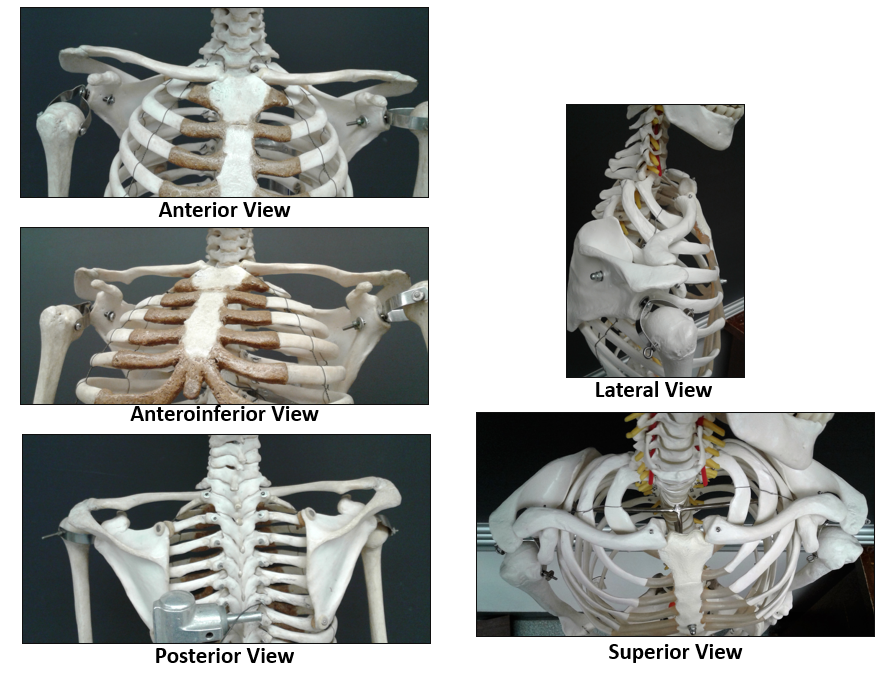 Anterior View
Anteroinferior View
Posterior View
Lateral View
Superior View